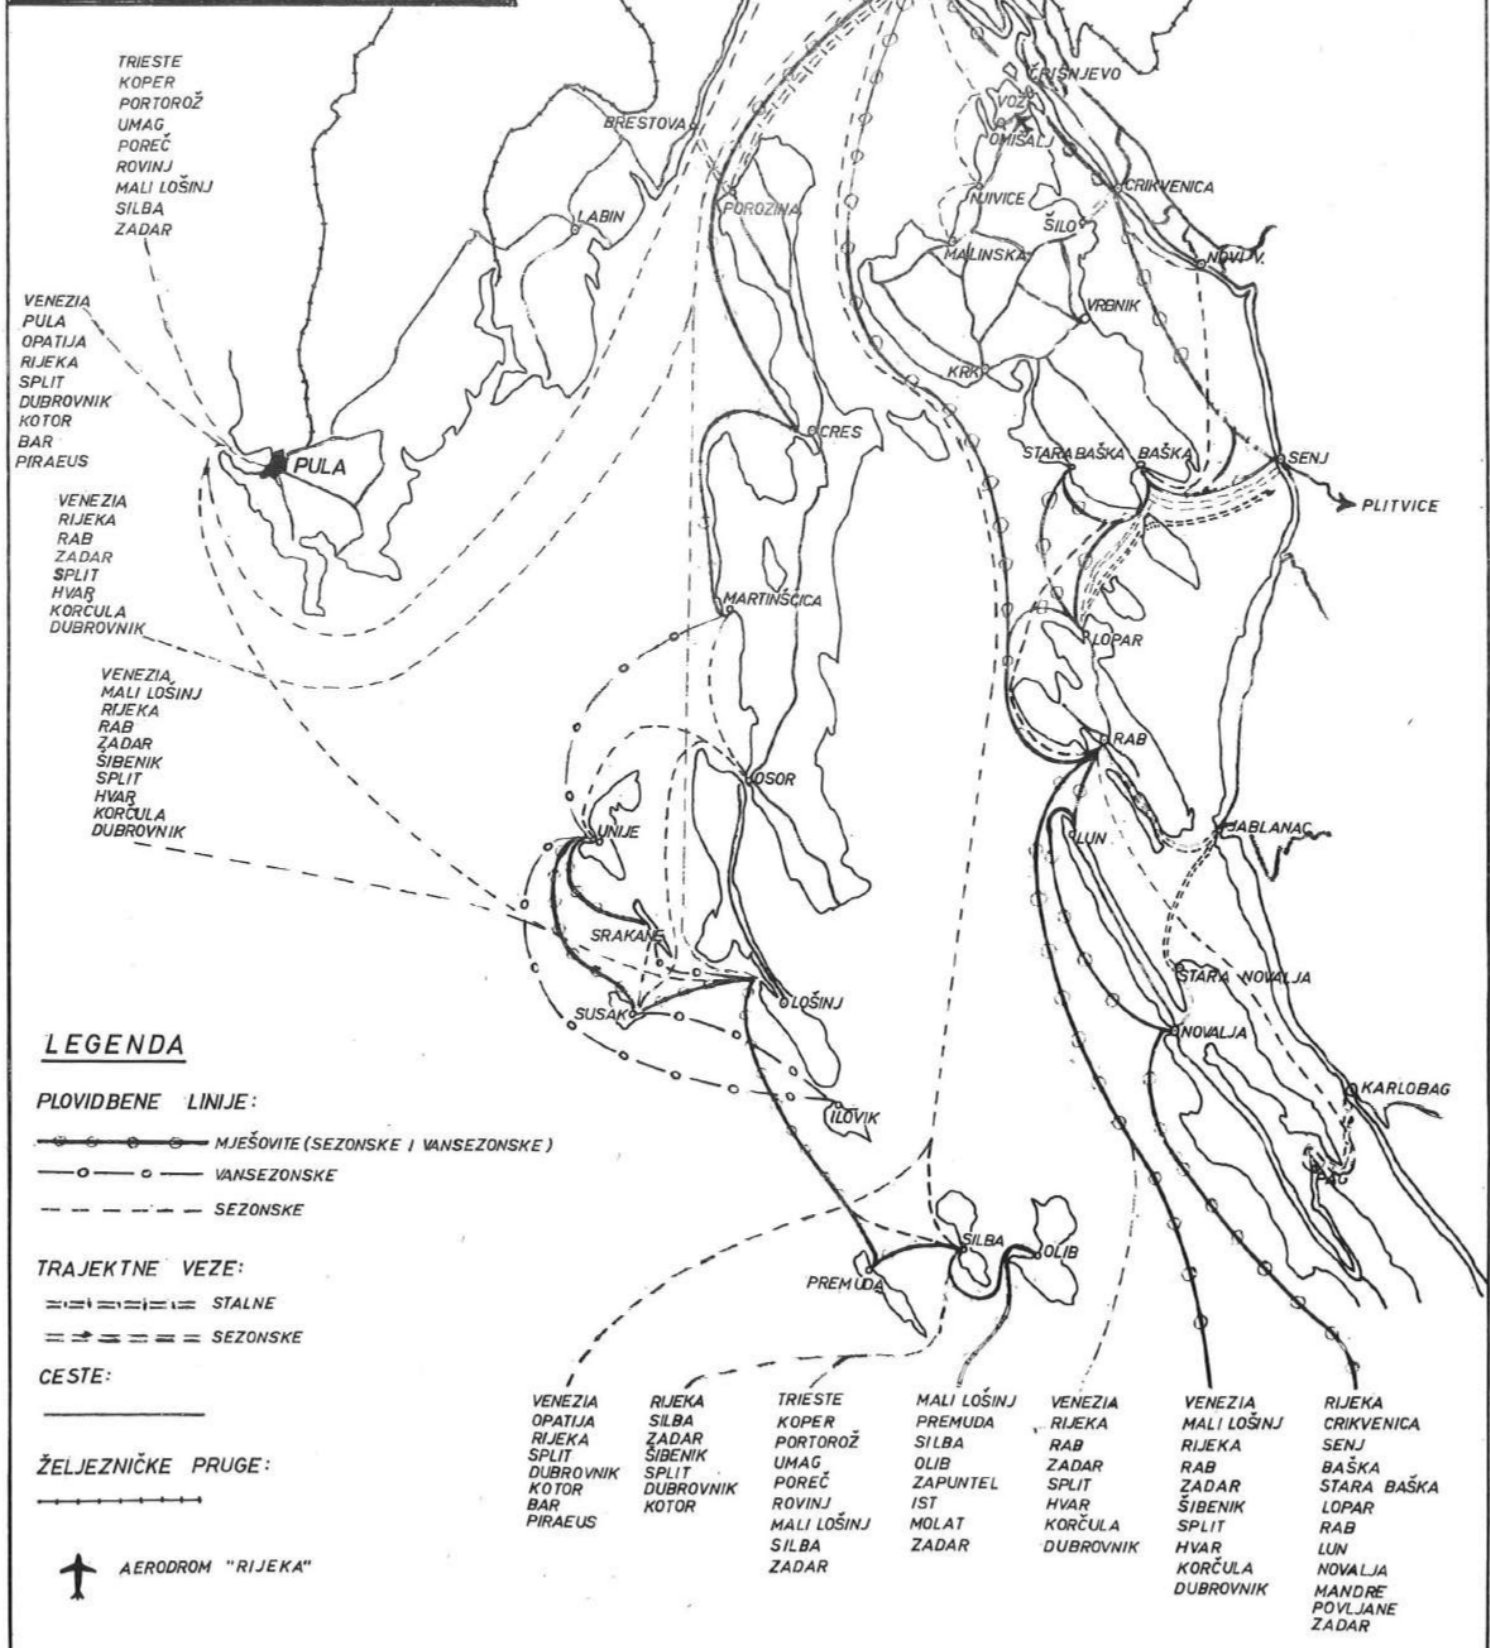 TRIESTE
KOPER
PORTOROŽ
UMAG
POREČ
ROVINJ
MALI LOŠINJ
SILBA
ZADAR
VENEZIA
PULA
OPATIJA
RIJEKA
SPLIT
DUBROVNIK
KOTOR
BAR
PIRAEUS
VENEZIA
RIJEKA
RAB
ZADAR
SPLIT
HVAR
KORČULA
DUBROVNIK
VENEZIA
MALI LOŠINJ
RIJEKA
RAB
ZADAR
ŠIBENIK
SPLIT
HVAR
KORČULA
DUBROVNIK
BRESTOVA
LABIN
POROZINA
PULA
CRES
MARTINŠĆICA
OSOR
UNIJE
SRAKANE
SUSAK
LOŠINJ
ILOVIK
PREMUDA
SILBA
OLIB
ČRIŠNJEVO
VOZ
OMIŠALJ
CRIKVENICA
NJIVICE
ŠILO
MALINSKA
NOVI V.
VRBNIK
KRK
STARA BAŠKA
BAŠKA
SENJ
PLITVICE
LOPAR
RAB
LUN
JABLANAC
STARA NOVALJA
NOVALJA
KARLOBAG
PAG
LEGENDA
PLOVIDBENE LINIJE:
MJEŠOVITE (SEZONSKE I VANSEZONSKE)
VANSEZONSKE
SEZONSKE
TRAJEKTNE VEZE:
STALNE
SEZONSKE
CESTE:
ŽELJEZNIČKE PRUGE:
AERODROM "RIJEKA"
VENEZIA
OPATIJA
RIJEKA
SPLIT
DUBROVNIK
KOTOR
BAR
PIRAEUS
RIJEKA
SILBA
ZADAR
ŠIBENIK
SPLIT
DUBROVNIK
KOTOR
TRIESTE
KOPER
PORTOROŽ
UMAG
POREČ
ROVINJ
MALI LOŠINJ
SILBA
ZADAR
MALI LOŠINJ
PREMUDA
SILBA
OLIB
ZAPUNTEL
IST
MOLAT
ZADAR
VENEZIA
RIJEKA
RAB
ZADAR
SPLIT
HVAR
KORČULA
DUBROVNIK
VENEZIA
MALI LOŠINJ
RIJEKA
RAB
ZADAR
ŠIBENIK
SPLIT
HVAR
KORČULA
DUBROVNIK
RIJEKA
CRIKVENICA
SENJ
BAŠKA
STARA BAŠKA
LOPAR
RAB
LUN
NOVALJA
MANDRE
POVLJANE
ZADAR